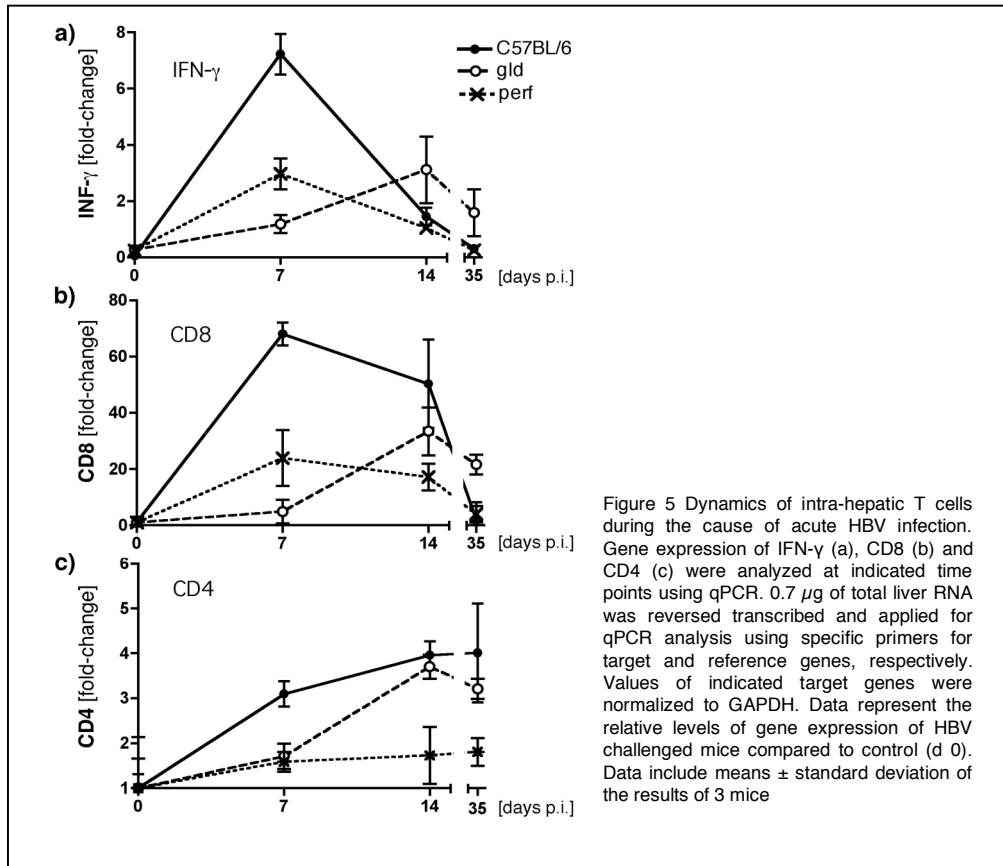 a)
IFN-γ
INF-γ [fold-change]
8
6
4
2
0
0 7 14 35 [days p.i.]
C57BL/6
gld
perf
b)
CD8
CD8 [fold-change]
80
60
40
20
0
0 7 14 35 [days p.i.]
c)
CD4
CD4 [fold-change]
6
5
4
3
2
1
0 7 14 35 [days p.i.]
Figure 5 Dynamics of intra-hepatic T cells
during the cause of acute HBV infection.
Gene expression of IFN-γ (a), CD8 (b) and
CD4 (c) were analyzed at indicated time
points using qPCR. 0.7 µg of total liver RNA
was reversed transcribed and applied for
qPCR analysis using specific primers for
target and reference genes, respectively.
Values of indicated target genes were
normalized to GAPDH. Data represent the
relative levels of gene expression of HBV
challenged mice compared to control (d 0).
Data include means ± standard deviation of
the results of 3 mice